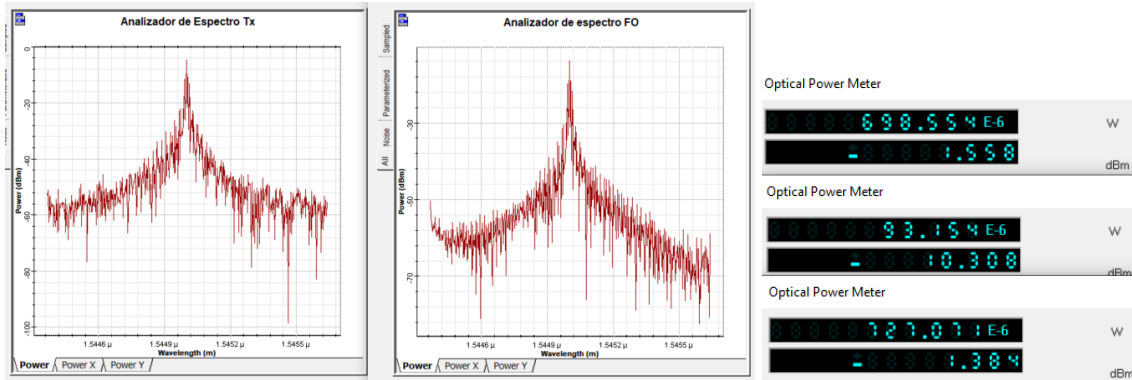 Analizador de Espectro Tx
0
-20
-40
-60
-80
-100
Power (dBm)
1.5446 µ
1.5449 µ
1.5452 µ
1.5455 µ
Wavelength (m)
Power
Power X
Power Y
Analizador de espectro FO
Sampled
Parameterized
Noise
All
-30
-50
-70
Power (dBm)
1.5446 µ
1.5449 µ
1.5452 µ
1.5455 µ
Wavelength (m)
Power
Power X
Power Y
Optical Power Meter
698.554 E-6 W
-1.558 dBm
Optical Power Meter
93.154 E-6 W
-10.308 dBm
Optical Power Meter
727.071 E-6 W
-1.384 dBm